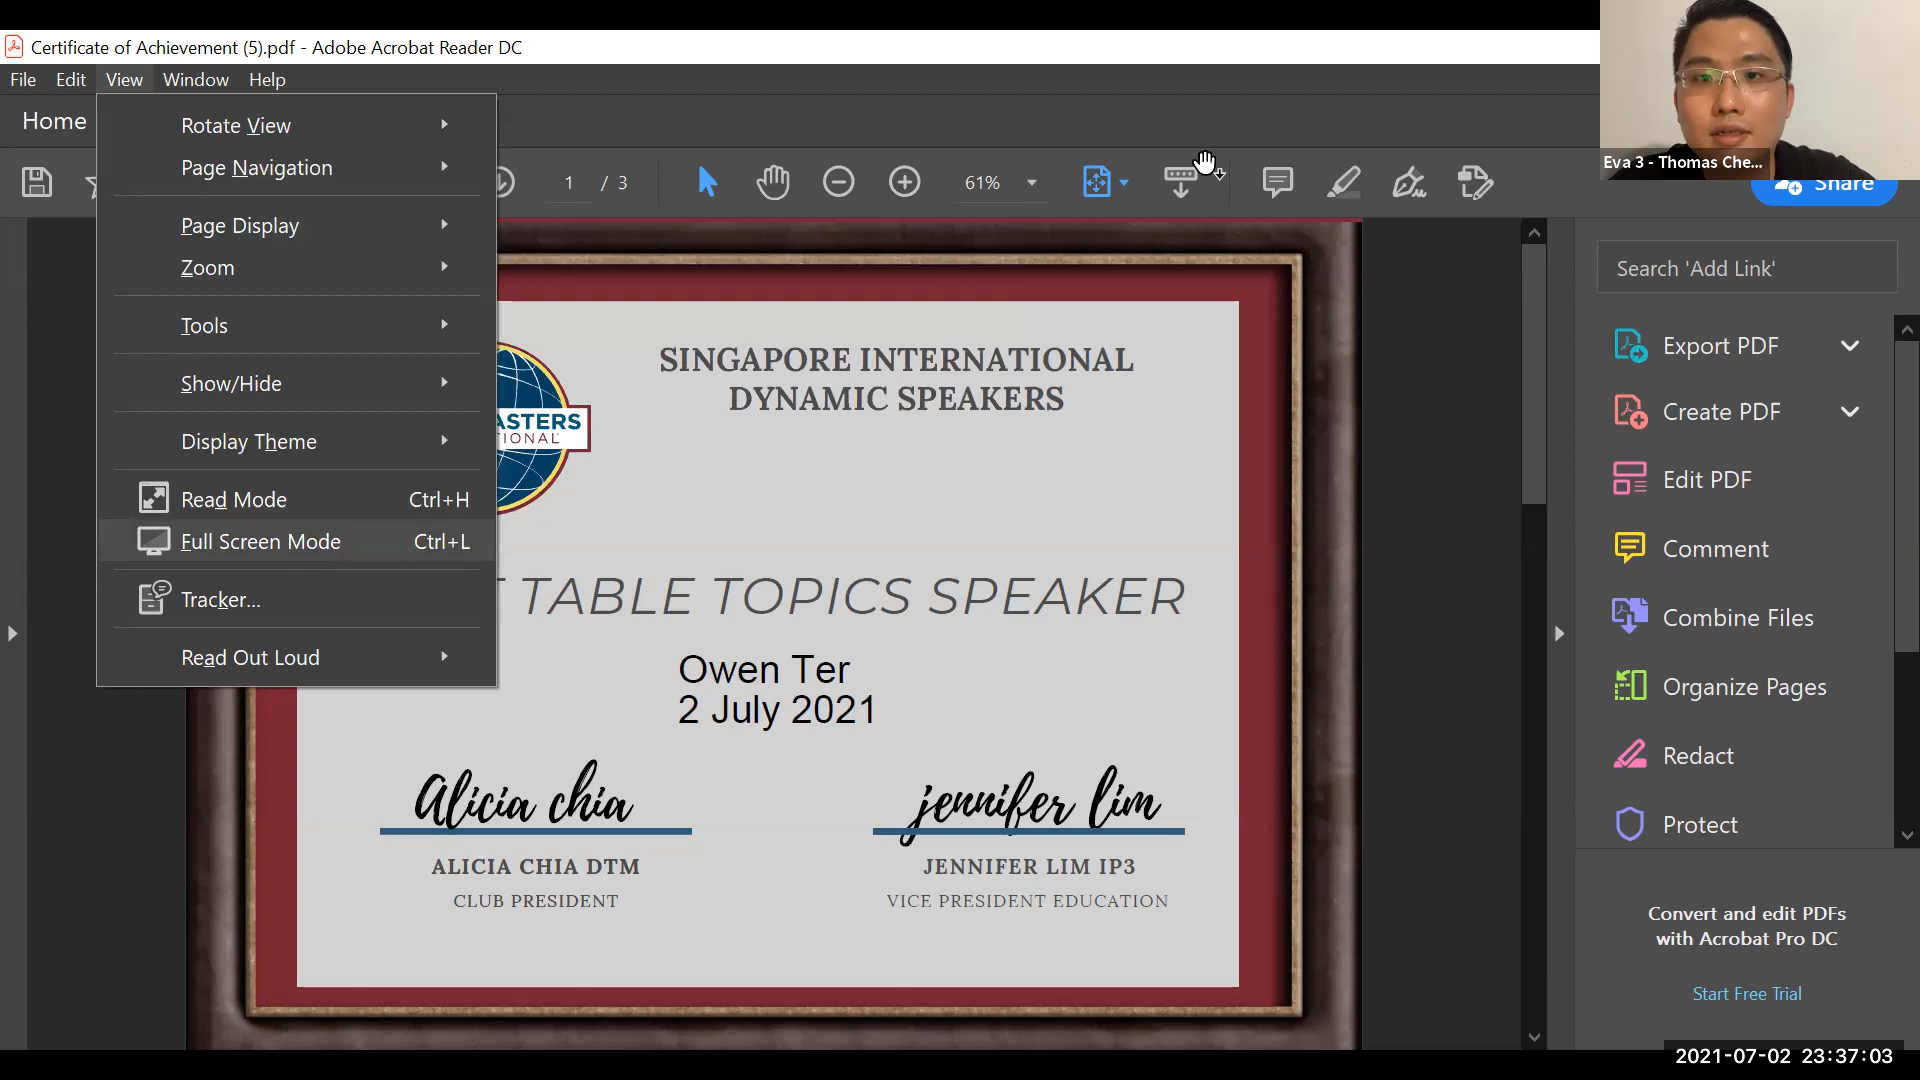 Certificate of Achievement (5).pdf - Adobe Acrobat Reader DC
File Edit View Window Help
Home
Rotate View
Page Navigation
Page Display
Zoom
Tools
Show/Hide
Display Theme
Read Mode Ctrl+H
Full Screen Mode Ctrl+L
Tracker...
Read Out Loud
1 / 3
61%
Eva 3 - Thomas Che...
Share
SINGAPORE INTERNATIONAL
DYNAMIC SPEAKERS
ASTERS
IONAL
TABLE TOPICS SPEAKER
Owen Ter
2 July 2021
Alicia chia
jennifer lim
ALICIA CHIA DTM
JENNIFER LIM IP3
CLUB PRESIDENT
VICE PRESIDENT EDUCATION
Search 'Add Link'
Export PDF
Create PDF
Edit PDF
Comment
Combine Files
Organize Pages
Redact
Protect
Convert and edit PDFs
with Acrobat Pro DC
Start Free Trial
2021-07-02 23:37:03